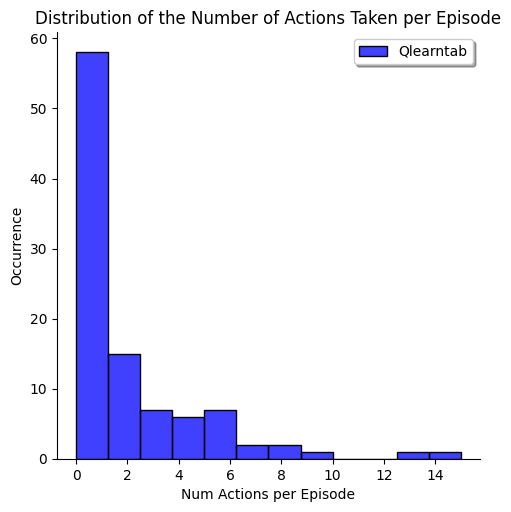 Distribution of the Number of Actions Taken per Episode
Qlearntab
60
50
40
30
20
10
0
Occurrence
0 2 4 6 8 10 12 14
Num Actions per Episode